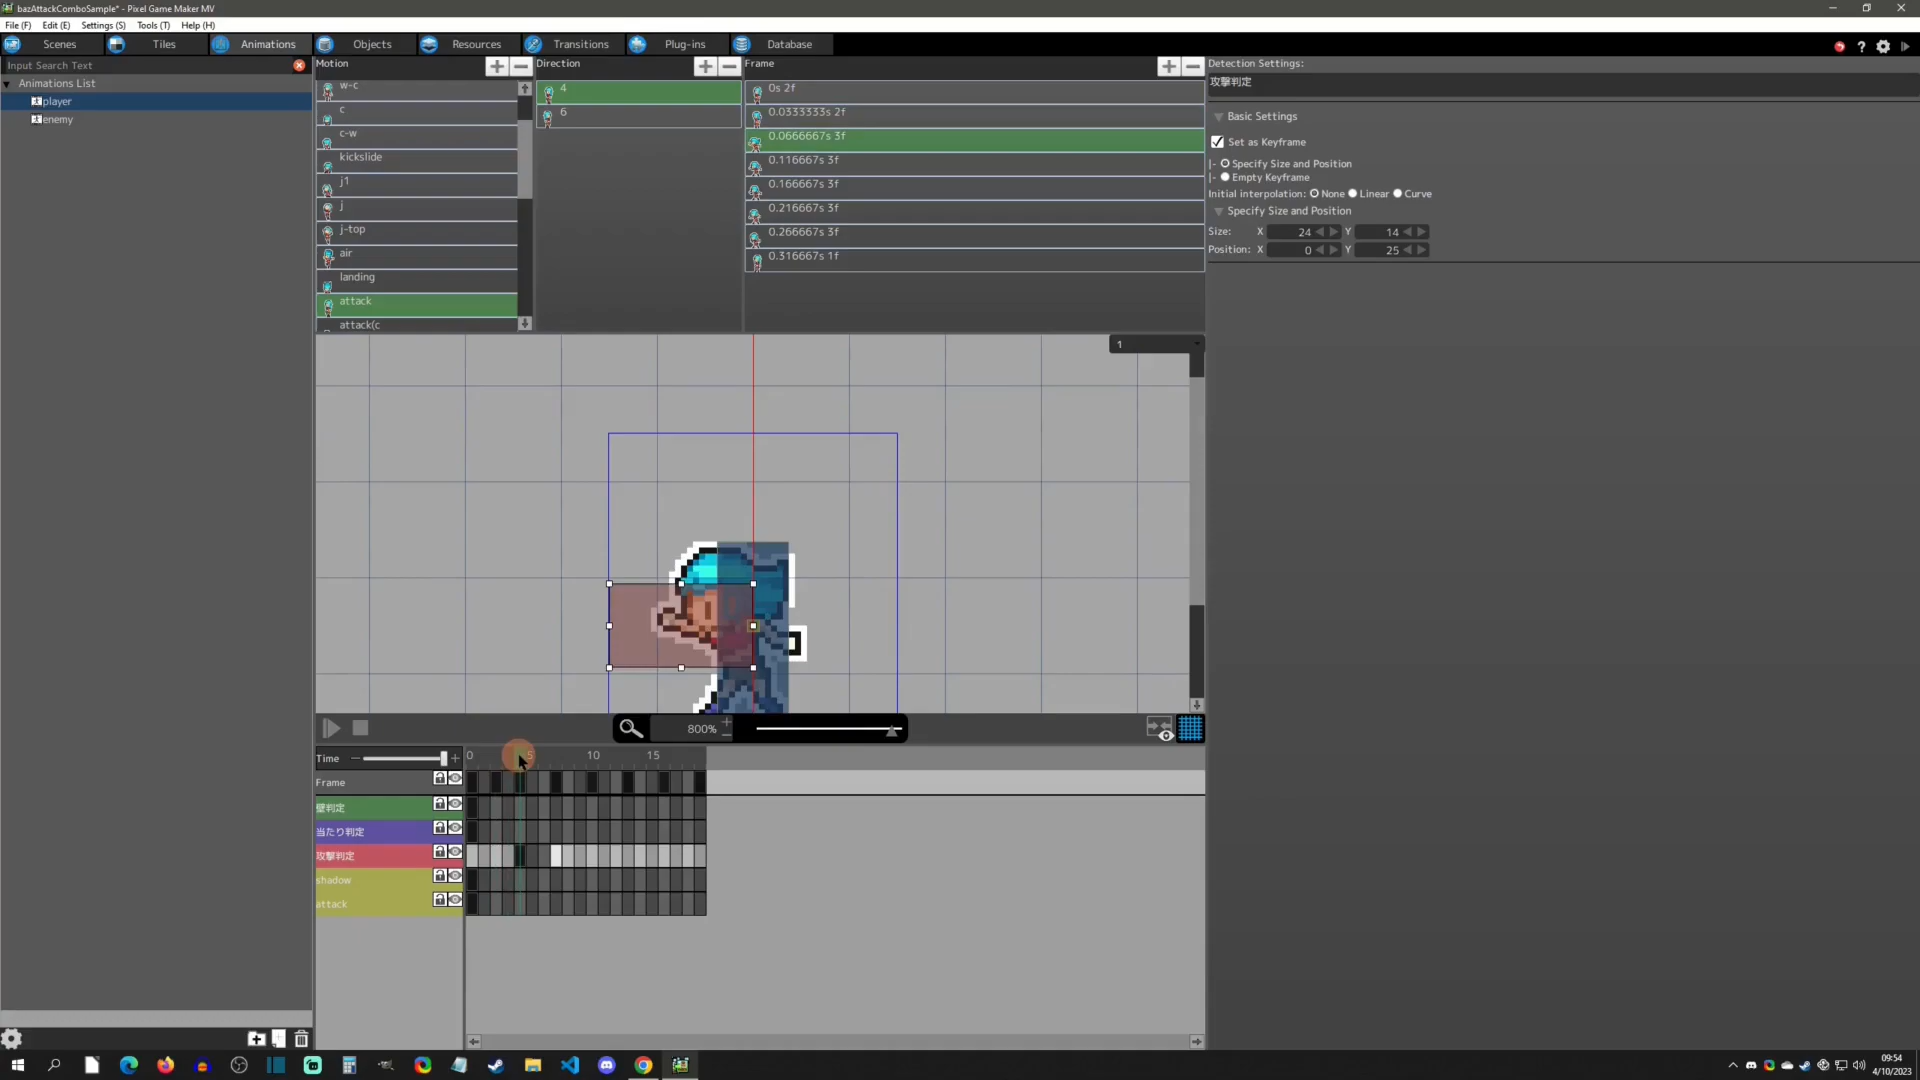 bazAttackComboSample* - Pixel Game Maker MV
File (F) Edit (E) Settings (S) Tools (T) Help (H)
Scenes Tiles Animations Objects Resources Transitions Plug-ins Database
Input Search Text
Animations List
player
enemy
Motion
w-c
c
c-w
kickslide
j1
j
j-top
air
landing
attack
attack(c
Direction
4
6
Frame
0s 2f
0.0333333s 2f
0.0666667s 3f
0.116667s 3f
0.166667s 3f
0.216667s 3f
0.266667s 3f
0.316667s 1f
Detection Settings:
攻撃判定
Basic Settings
Set as Keyframe
|- Specify Size and Position
|- Empty Keyframe
Initial interpolation: None Linear Curve
Specify Size and Position
Size: X 24 Y 14
Position: X 0 Y 25
1
800%
Time 0 5 10 15
Frame
壁判定
当たり判定
攻撃判定
shadow
attack
09:54
4/10/2023